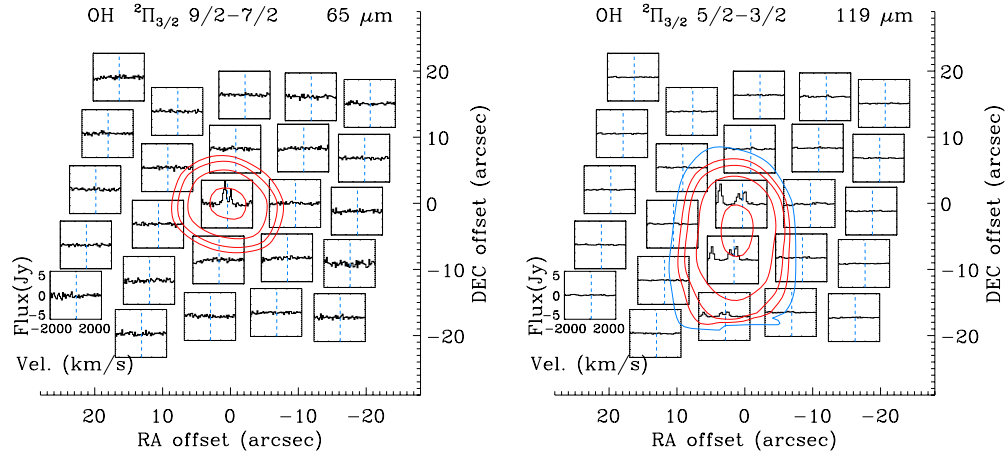 OH ²Π₃/₂ 9/2−7/2 65 μm
20
10
0
−10
−20
DEC offset (arcsec)
Flux(Jy)
5
0
−5
−2000 2000
Vel. (km/s)
20 10 0 −10 −20
RA offset (arcsec)
OH ²Π₃/₂ 5/2−3/2 119 μm
20
10
0
−10
−20
DEC offset (arcsec)
Flux(Jy)
5
0
−5
−2000 2000
Vel. (km/s)
20 10 0 −10 −20
RA offset (arcsec)